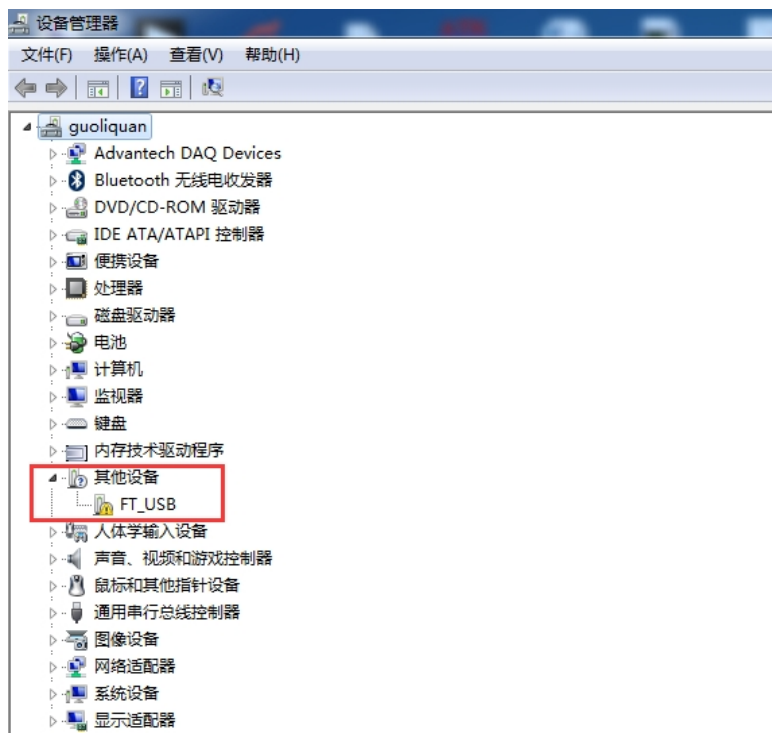 设备管理器
文件(F) 操作(A) 查看(V) 帮助(H)
guoliquan
Advantech DAQ Devices
Bluetooth 无线电收发器
DVD/CD-ROM 驱动器
IDE ATA/ATAPI 控制器
便携设备
处理器
磁盘驱动器
电池
计算机
监视器
键盘
内存技术驱动程序
其他设备
FT_USB
人体学输入设备
声音、视频和游戏控制器
鼠标和其他指针设备
通用串行总线控制器
图像设备
网络适配器
系统设备
显示适配器